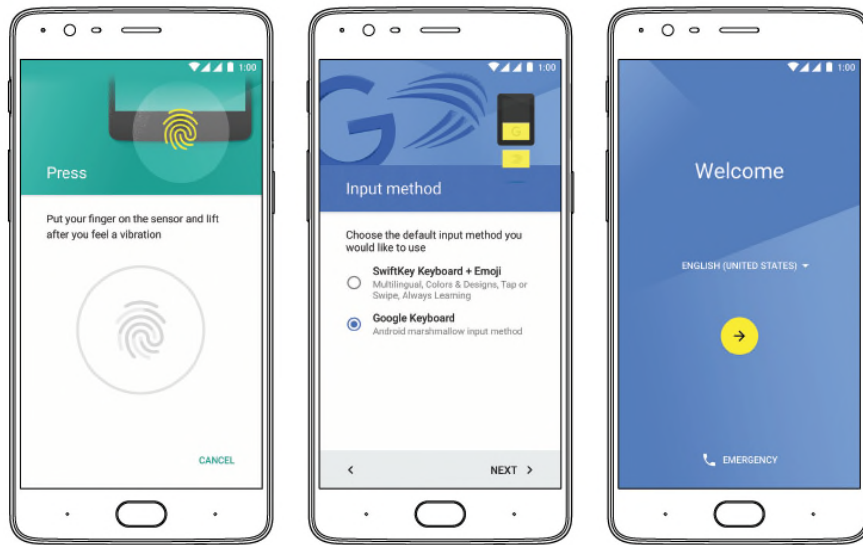 1:00
Press
Put your finger on the sensor and lift
after you feel a vibration
CANCEL
1:00
G
G
Input method
Choose the default input method you
would like to use
SwiftKey Keyboard + Emoji
Multilingual, Colors & Designs, Tap or
Swipe, Always Learning
Google Keyboard
Android marshmallow input method
NEXT
1:00
Welcome
ENGLISH (UNITED STATES)
EMERGENCY